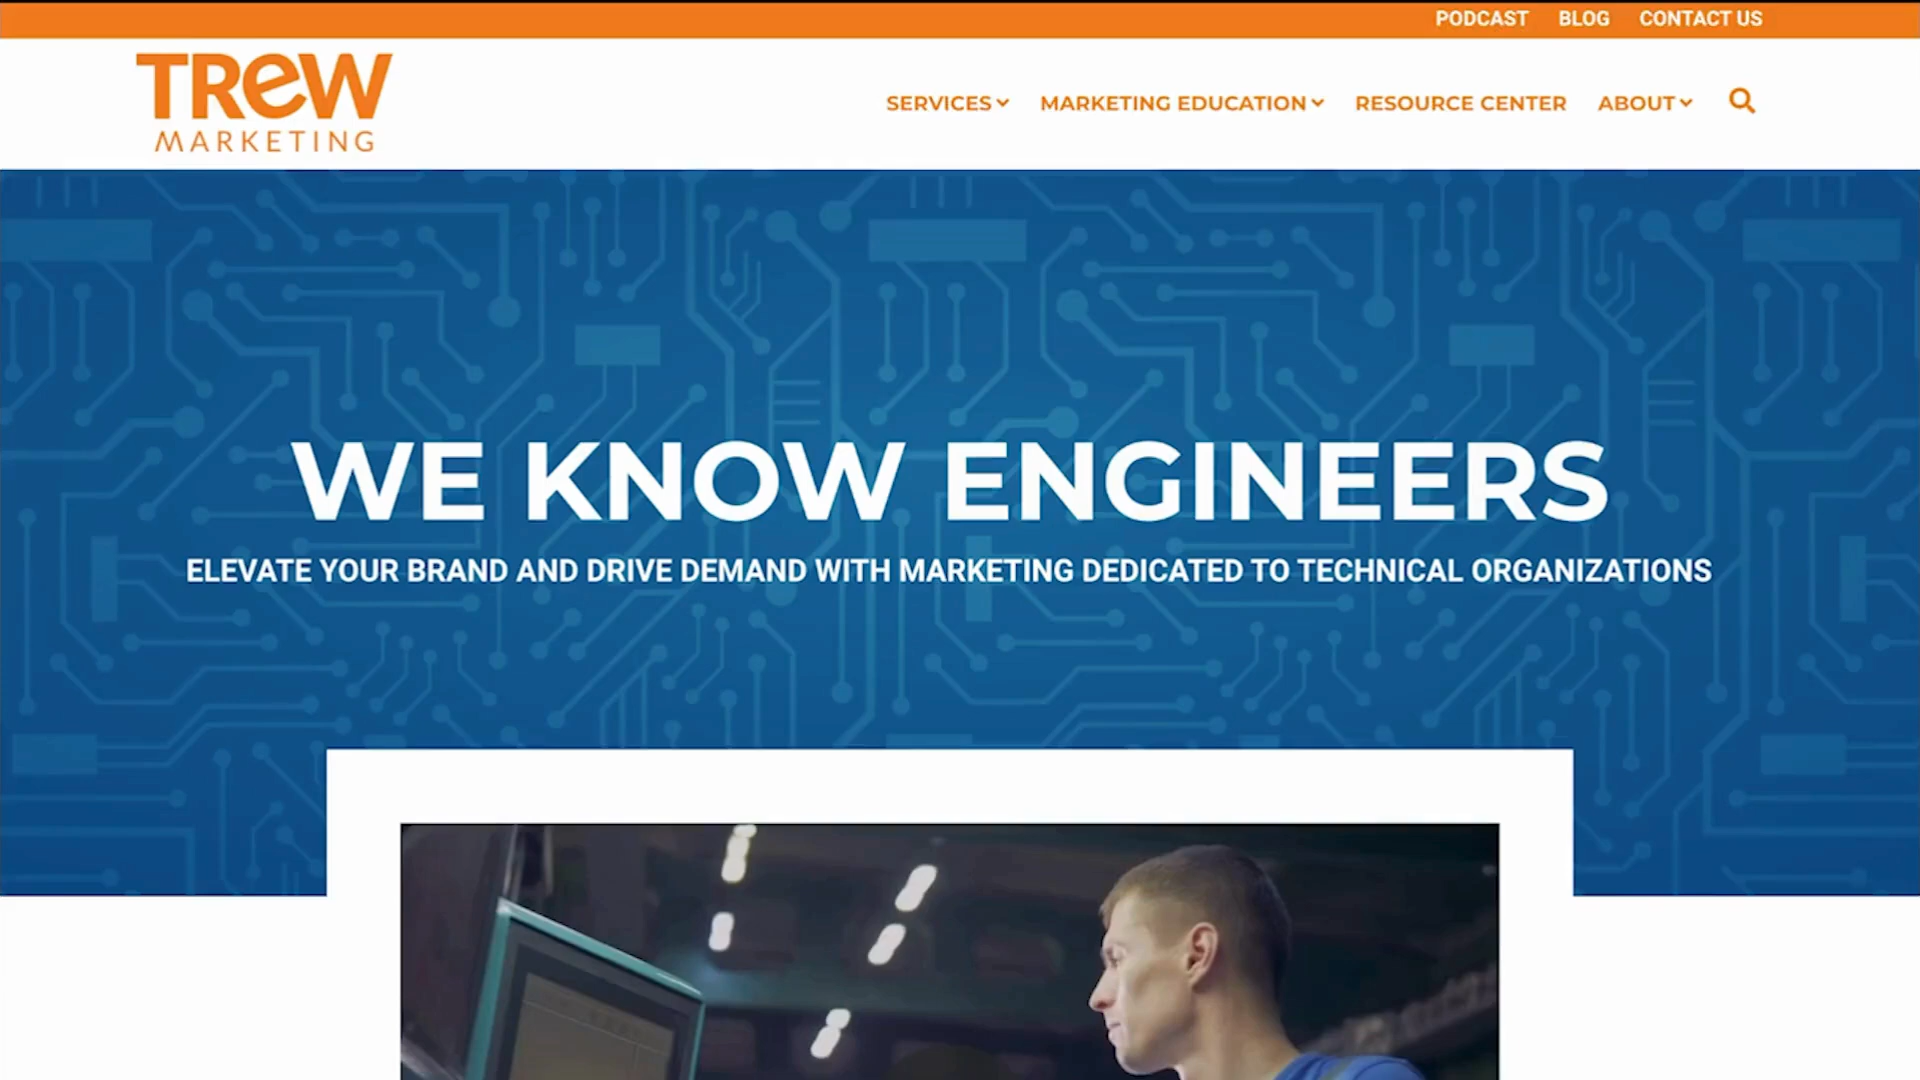 PODCAST BLOG CONTACT US
TREW
MARKETING
SERVICES MARKETING EDUCATION RESOURCE CENTER ABOUT
WE KNOW ENGINEERS
ELEVATE YOUR BRAND AND DRIVE DEMAND WITH MARKETING DEDICATED TO TECHNICAL ORGANIZATIONS